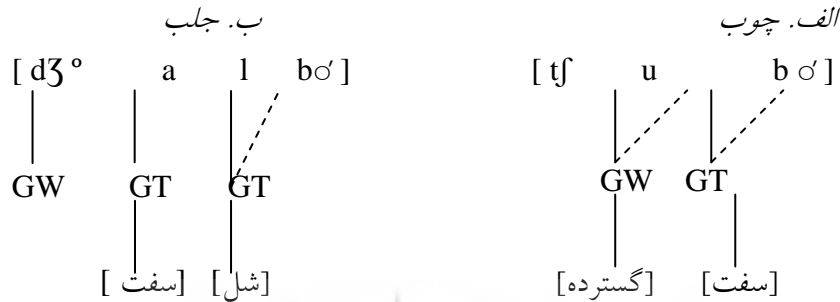 الف. چوب
ب. جلب
[ tʃ u b ఠ ]
[ dʒ° a l b ]
GW GT
GW GT GT
[گسترده] [سفت]
[سفت] [شل]